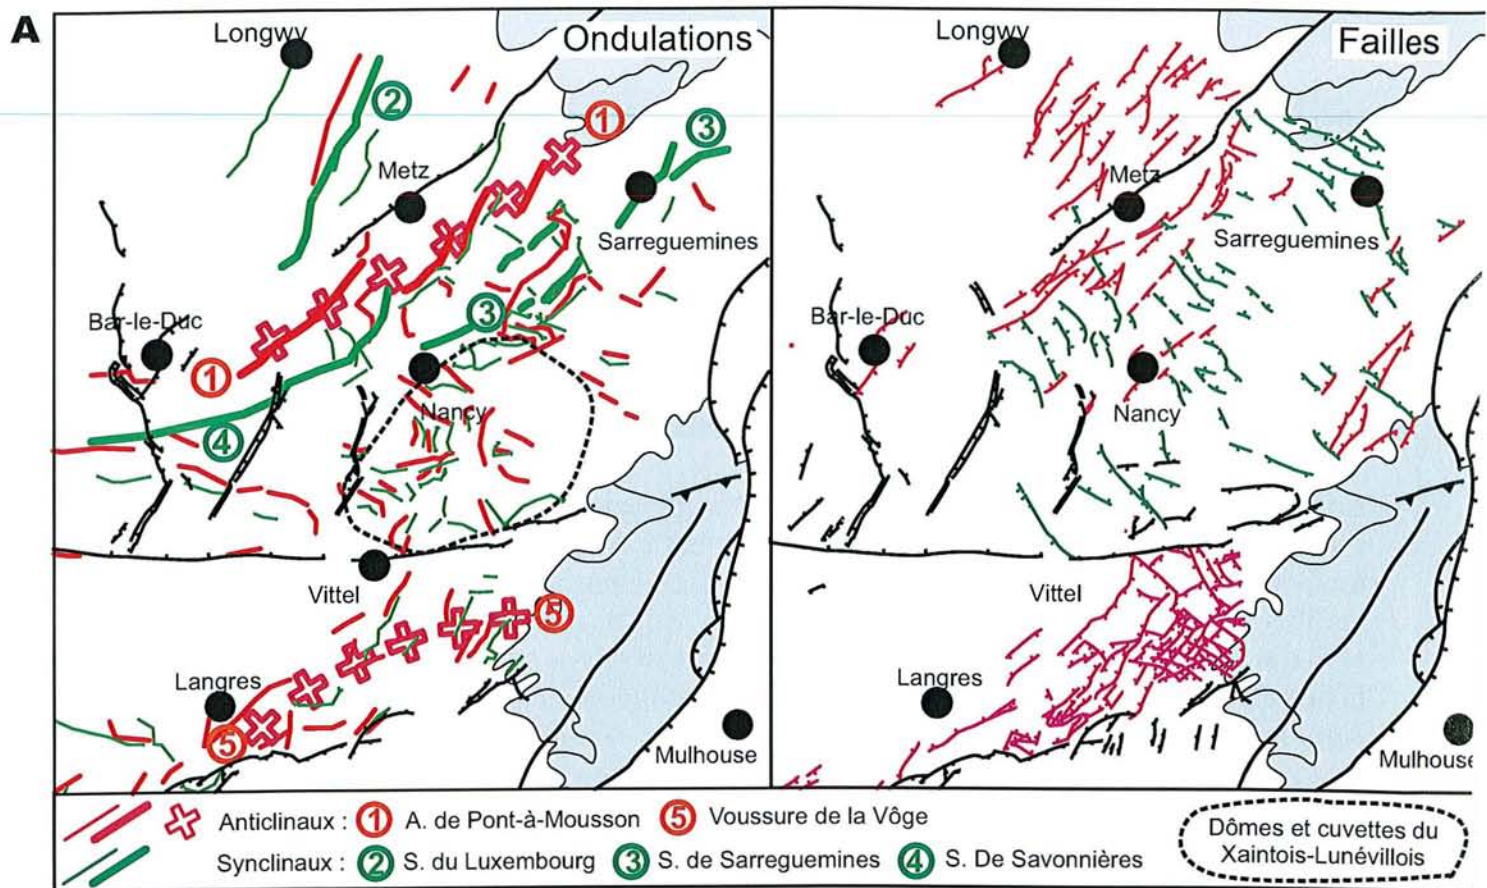 A
Ondulations
Longwy
2
1
3
Metz
Sarreguemines
Bar-le-Duc
3
1
Nancy
4
Vittel
5
Langres
5
Mulhouse
Failles
Longwy
Metz
Sarreguemines
Bar-le-Duc
Nancy
Vittel
Langres
Mulhouse
Anticlinaux : 1 A. de Pont-à-Mousson 5 Voussure de la Vôge
Synclinaux : 2 S. du Luxembourg 3 S. de Sarreguemines 4 S. De Savonnières
Dômes et cuvettes du
Xaintois-Lunévillois